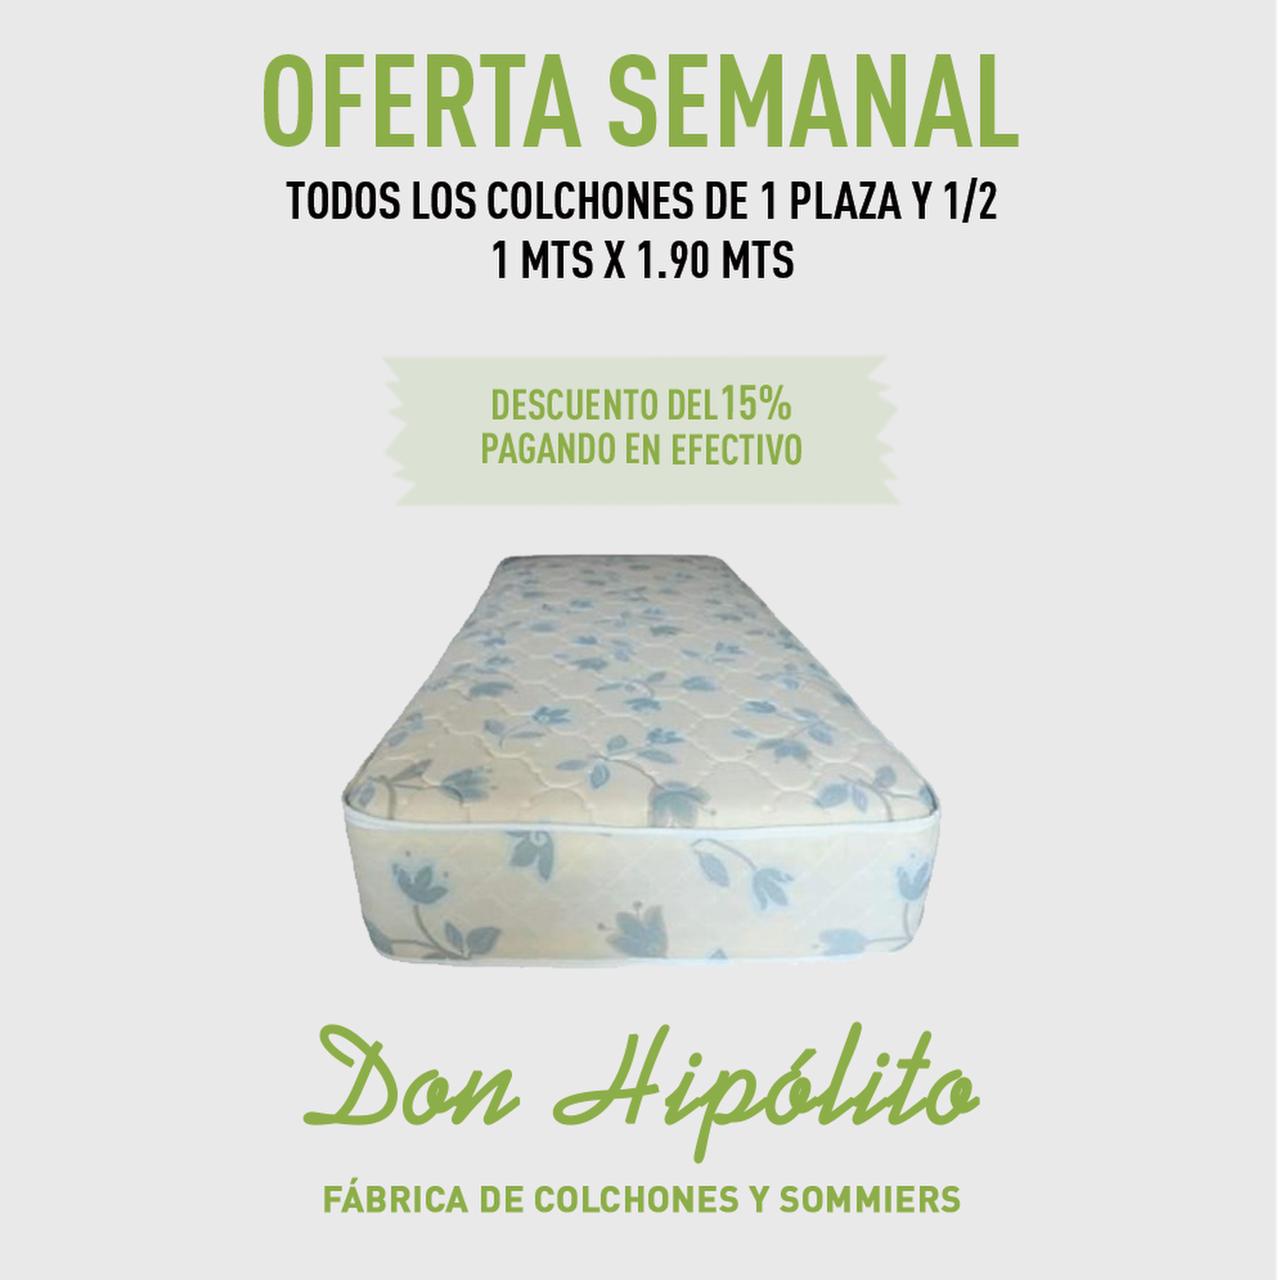 OFERTA SEMANAL
TODOS LOS COLCHONES DE 1 PLAZA Y 1/2
1 MTS X 1.90 MTS
DESCUENTO DEL 15%
PAGANDO EN EFECTIVO
Don Hipólito
FÁBRICA DE COLCHONES Y SOMMIERS